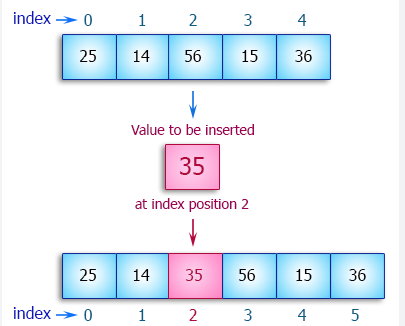 index 0 1 2 3 4
25 14 56 15 36
Value to be inserted
35
at index position 2
25 14 35 56 15 36
index 0 1 2 3 4 5